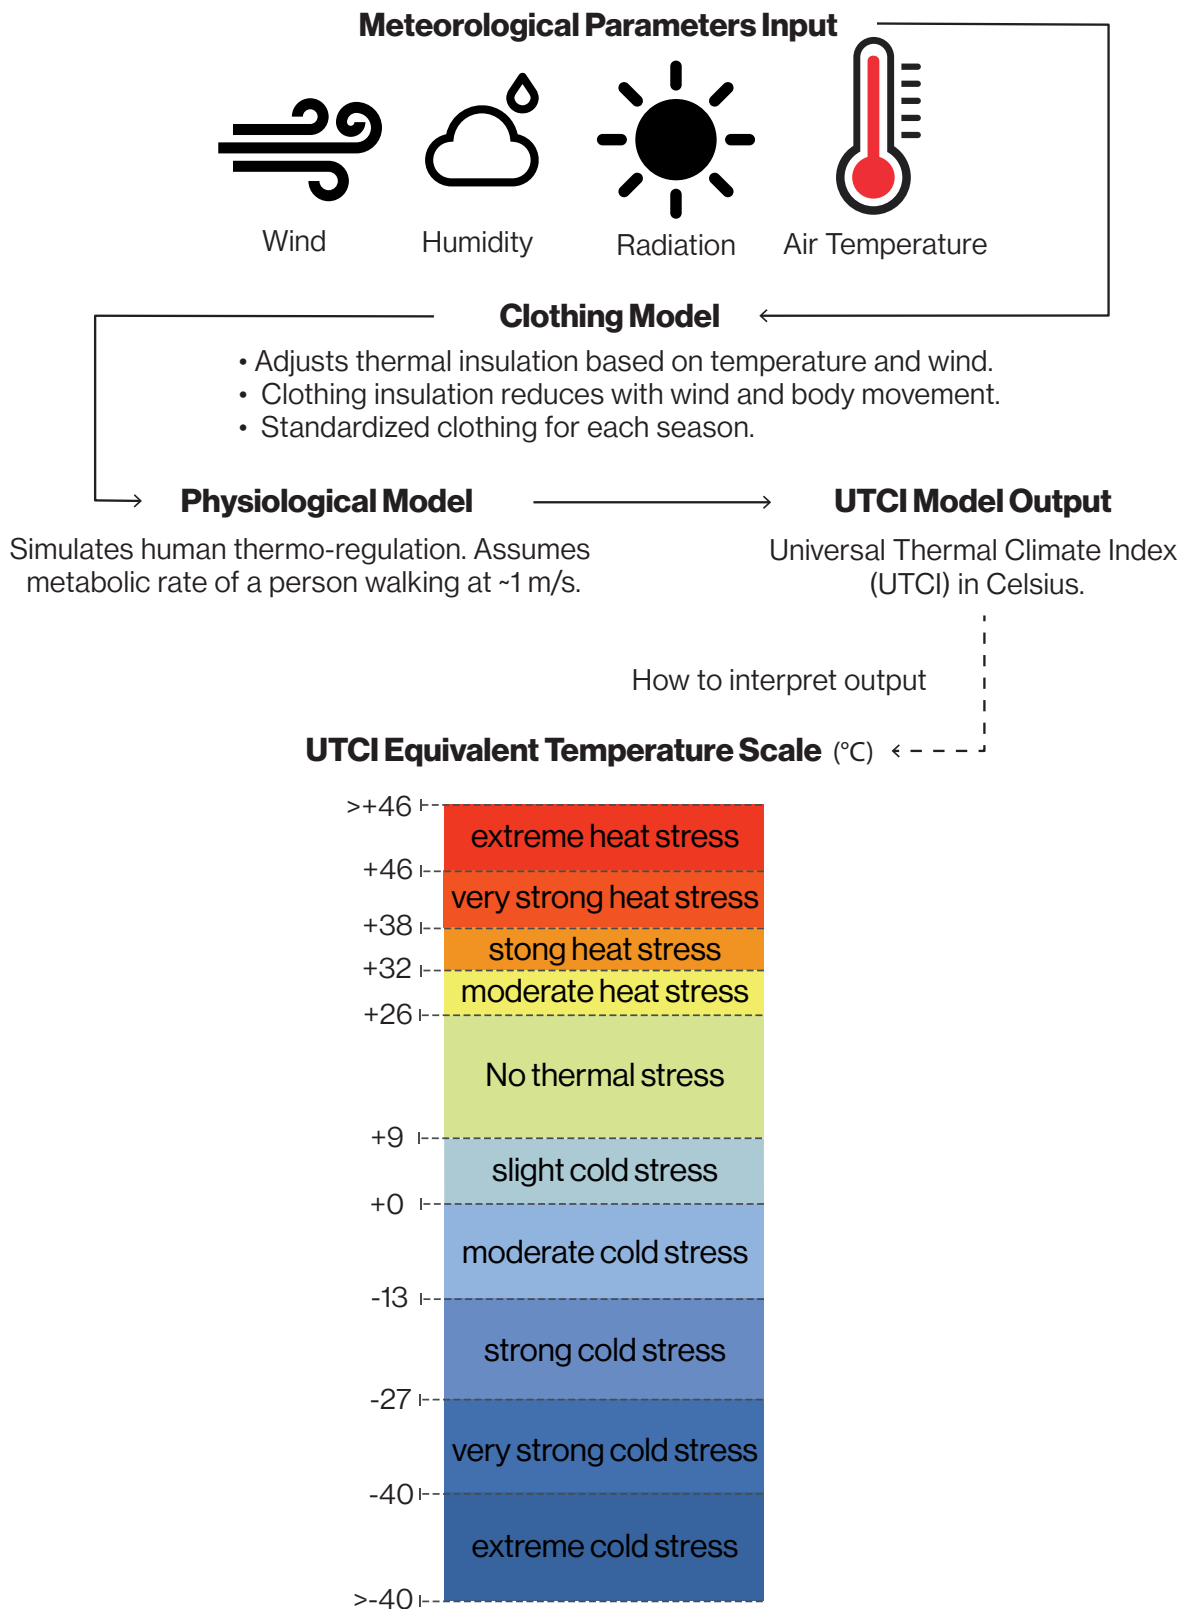 Meteorological Parameters Input
Wind
Humidity
Radiation
Air Temperature
Clothing Model
• Adjusts thermal insulation based on temperature and wind.
• Clothing insulation reduces with wind and body movement.
• Standardized clothing for each season.
Physiological Model
Simulates human thermo-regulation. Assumes
metabolic rate of a person walking at ~1 m/s.
UTCI Model Output
Universal Thermal Climate Index
(UTCI) in Celsius.
How to interpret output
UTCI Equivalent Temperature Scale (°C)
>+46
extreme heat stress
+46
very strong heat stress
+38
stong heat stress
+32
moderate heat stress
+26
No thermal stress
+9
slight cold stress
+0
moderate cold stress
-13
strong cold stress
-27
very strong cold stress
-40
extreme cold stress
>-40